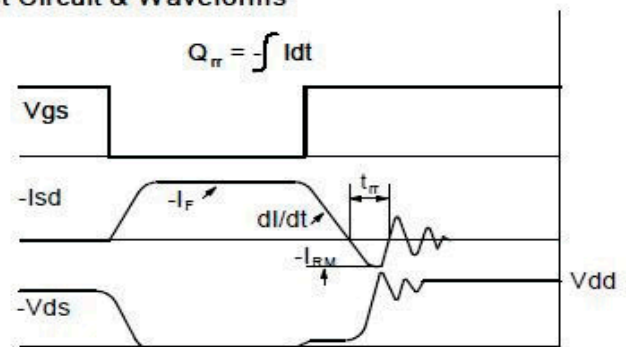 t Circuit & Waveforms
Qrr = -∫ Idt
Vgs
-Isd
-IF
dI/dt
trr
-IRM
Vdd
-Vds